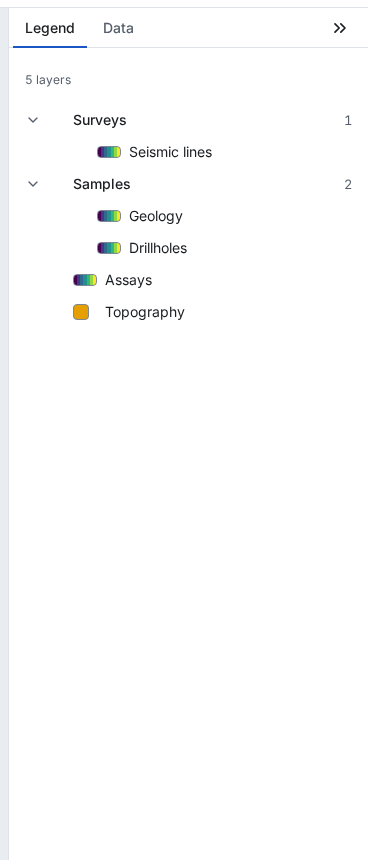 Legend Data
5 layers
Surveys 1
Seismic lines
Samples 2
Geology
Drillholes
Assays
Topography